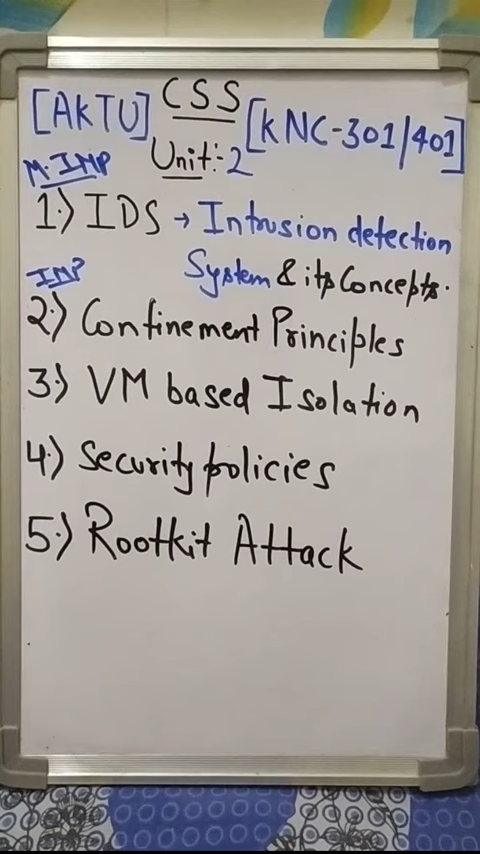 [AKTU] CSS [KNC-301/401]
Unit:-2
M.IMP
1.) IDS → Intrusion detection
System & its Concepts.
IMP
2.) Confinement Principles
3.) VM based Isolation
4.) Security policies
5.) Rootkit Attack